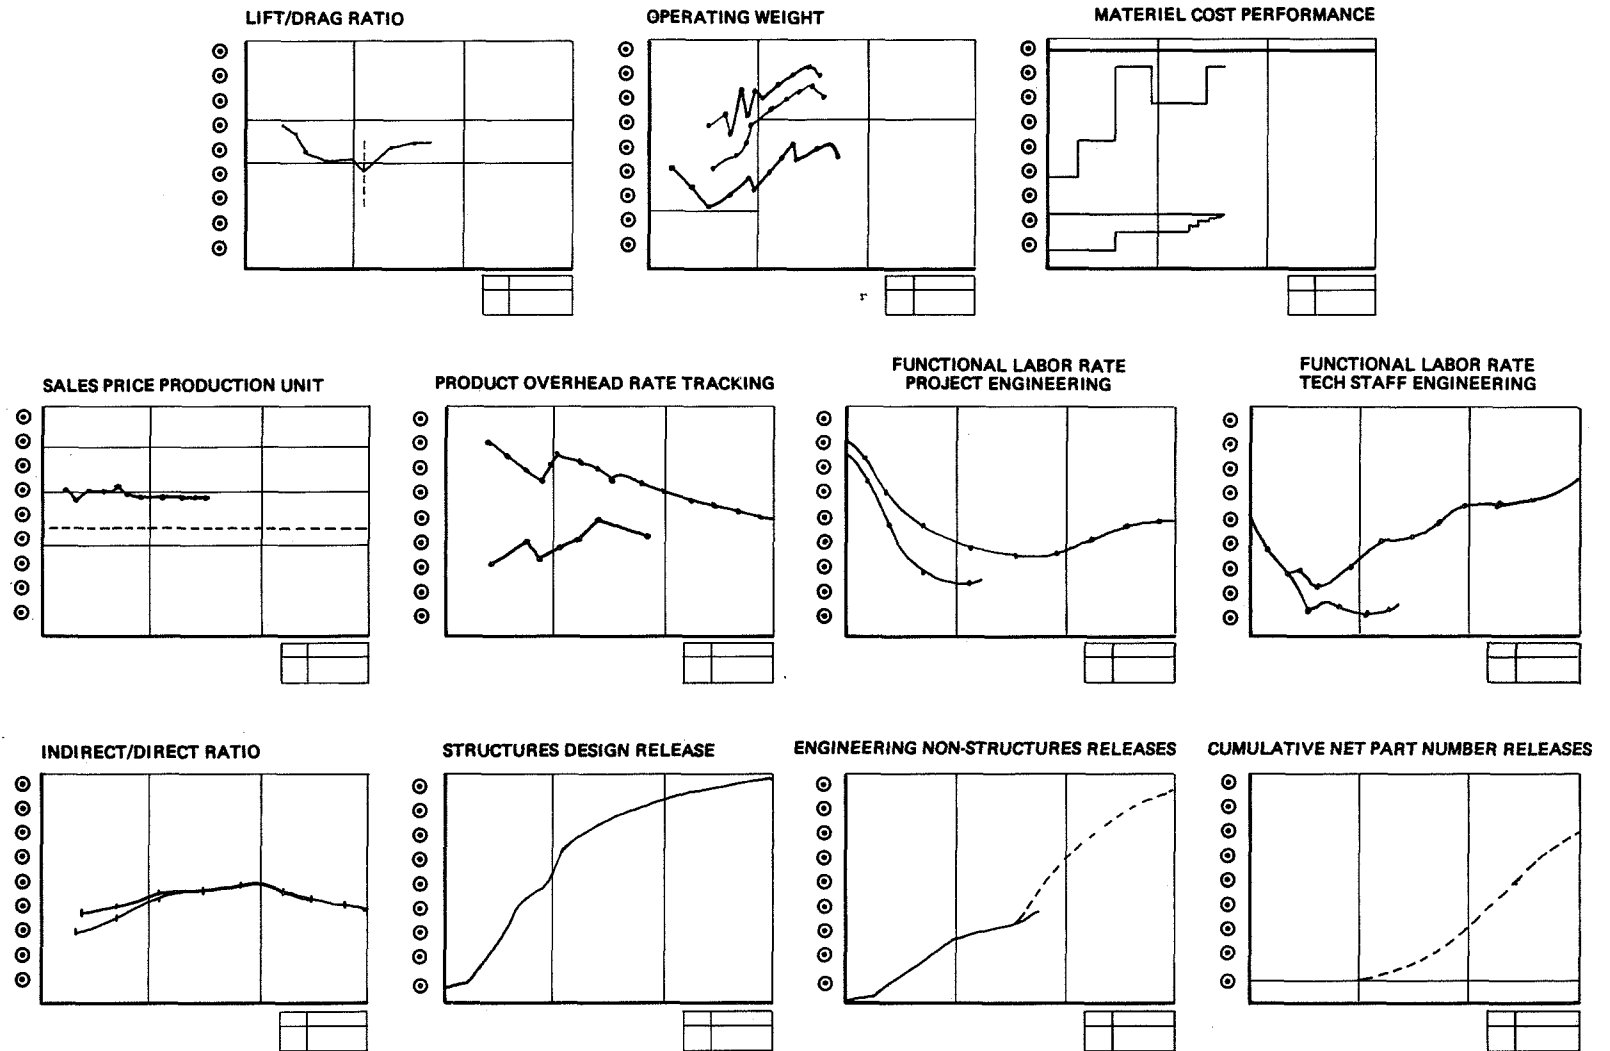 LIFT/DRAG RATIO
OPERATING WEIGHT
MATERIEL COST PERFORMANCE
SALES PRICE PRODUCTION UNIT
PRODUCT OVERHEAD RATE TRACKING
FUNCTIONAL LABOR RATE
PROJECT ENGINEERING
FUNCTIONAL LABOR RATE
TECH STAFF ENGINEERING
INDIRECT/DIRECT RATIO
STRUCTURES DESIGN RELEASE
ENGINEERING NON-STRUCTURES RELEASES
CUMULATIVE NET PART NUMBER RELEASES